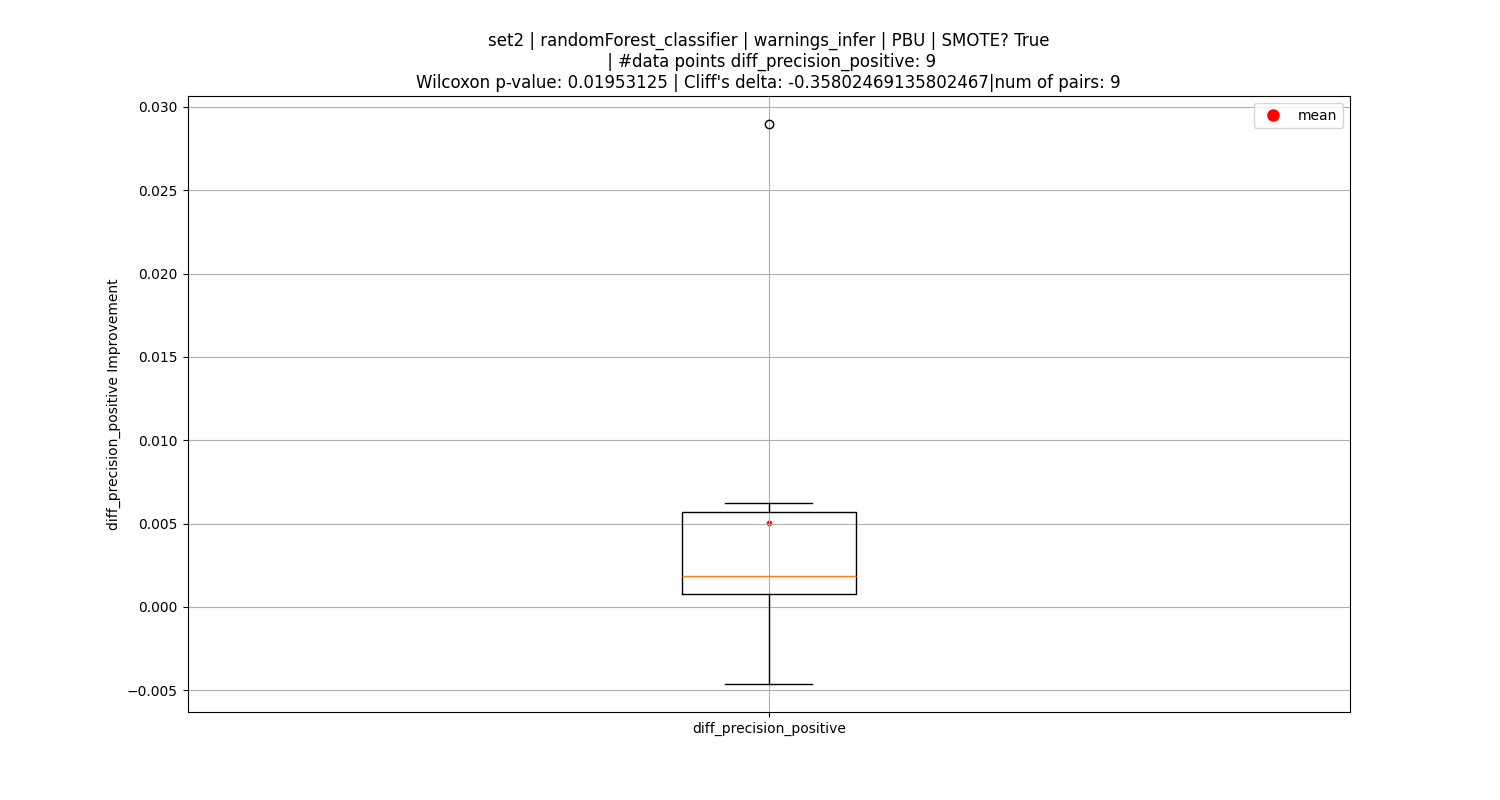 set2 | randomForest_classifier | warnings_infer | PBU | SMOTE? True
| #data points diff_precision_positive: 9
Wilcoxon p-value: 0.01953125 | Cliff's delta: -0.35802469135802467|num of pairs: 9
mean
0.030
0.025
0.020
0.015
0.010
0.005
0.000
−0.005
diff_precision_positive Improvement
diff_precision_positive